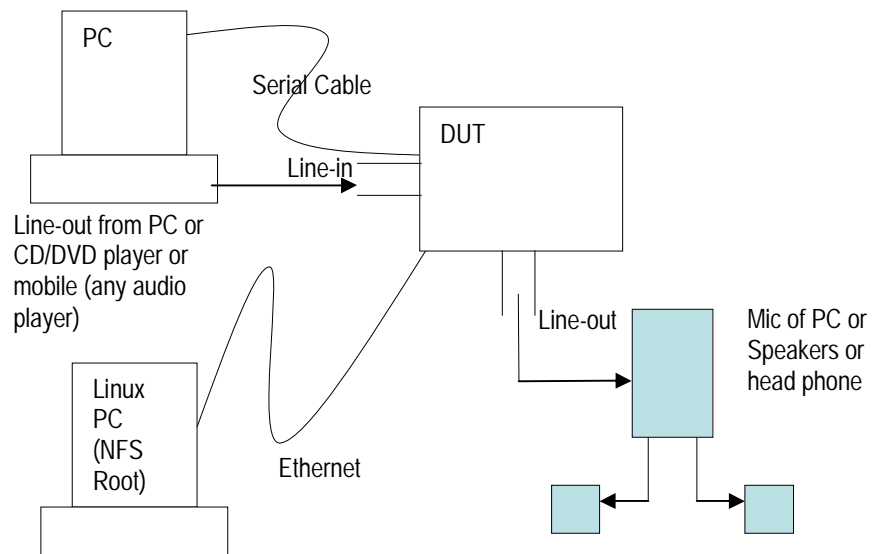 PC
Serial Cable
DUT
Line-in
Line-out from PC or
CD/DVD player or
mobile (any audio
player)
Line-out
Mic of PC or
Speakers or
head phone
Linux
PC
(NFS
Root)
Ethernet